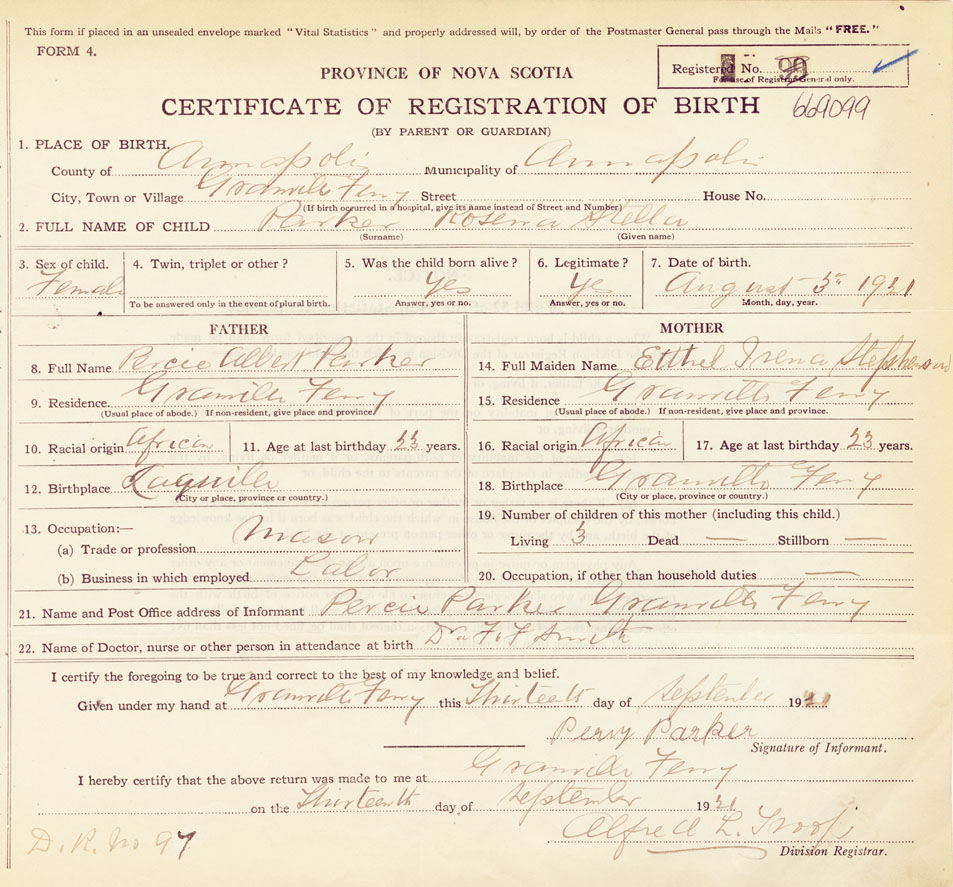 This form if placed in an unsealed envelope marked "Vital Statistics" and properly addressed will, by order of the Postmaster General pass through the Mails "FREE."
FORM 4.
Registered No. 90
For use of Registrar General only.
PROVINCE OF NOVA SCOTIA
CERTIFICATE OF REGISTRATION OF BIRTH 669099
(BY PARENT OR GUARDIAN)
1. PLACE OF BIRTH.
County of Annapolis Municipality of Annapolis
City, Town or Village Granville Ferry Street House No.
(If birth occurred in a hospital, give its name instead of Street and Number)
2. FULL NAME OF CHILD Parker Rosena Stella
(Surname) (Given name)
3. Sex of child. 4. Twin, triplet or other? 5. Was the child born alive? 6. Legitimate? 7. Date of birth.
Female Yes Yes August 5th 1921
To be answered only in the event of plural birth. Answer, yes or no. Answer, yes or no. Month, day, year.
FATHER MOTHER
8. Full Name Percie Albert Parker 14. Full Maiden Name Etthel Irena Stephenson
9. Residence. Granville Ferry 15. Residence Granville Ferry
(Usual place of abode.) If non-resident, give place and province. (Usual place of abode.) If non-resident, give place and province.
10. Racial origin African 11. Age at last birthday 23 years. 16. Racial origin African 17. Age at last birthday 23 years.
12. Birthplace Lequille 18. Birthplace Granville Ferry
(City or place, province or country.) (City or place, province or country.)
13. Occupation:— 19. Number of children of this mother (including this child.)
(a) Trade or profession Mason Living 3 Dead — Stillborn —
(b) Business in which employed Labor 20. Occupation, if other than household duties —
21. Name and Post Office address of Informant Percie Parker Granville Ferry
22. Name of Doctor, nurse or other person in attendance at birth Dr Smith
I certify the foregoing to be true and correct to the best of my knowledge and belief.
Given under my hand at Granville Ferry this Thirteenth day of September 1921
Percy Parker
Signature of Informant.
I hereby certify that the above return was made to me at Granville Ferry
on the Thirteenth day of September 1921
Alfred L. Troop
Division Registrar.
D. R. No 97